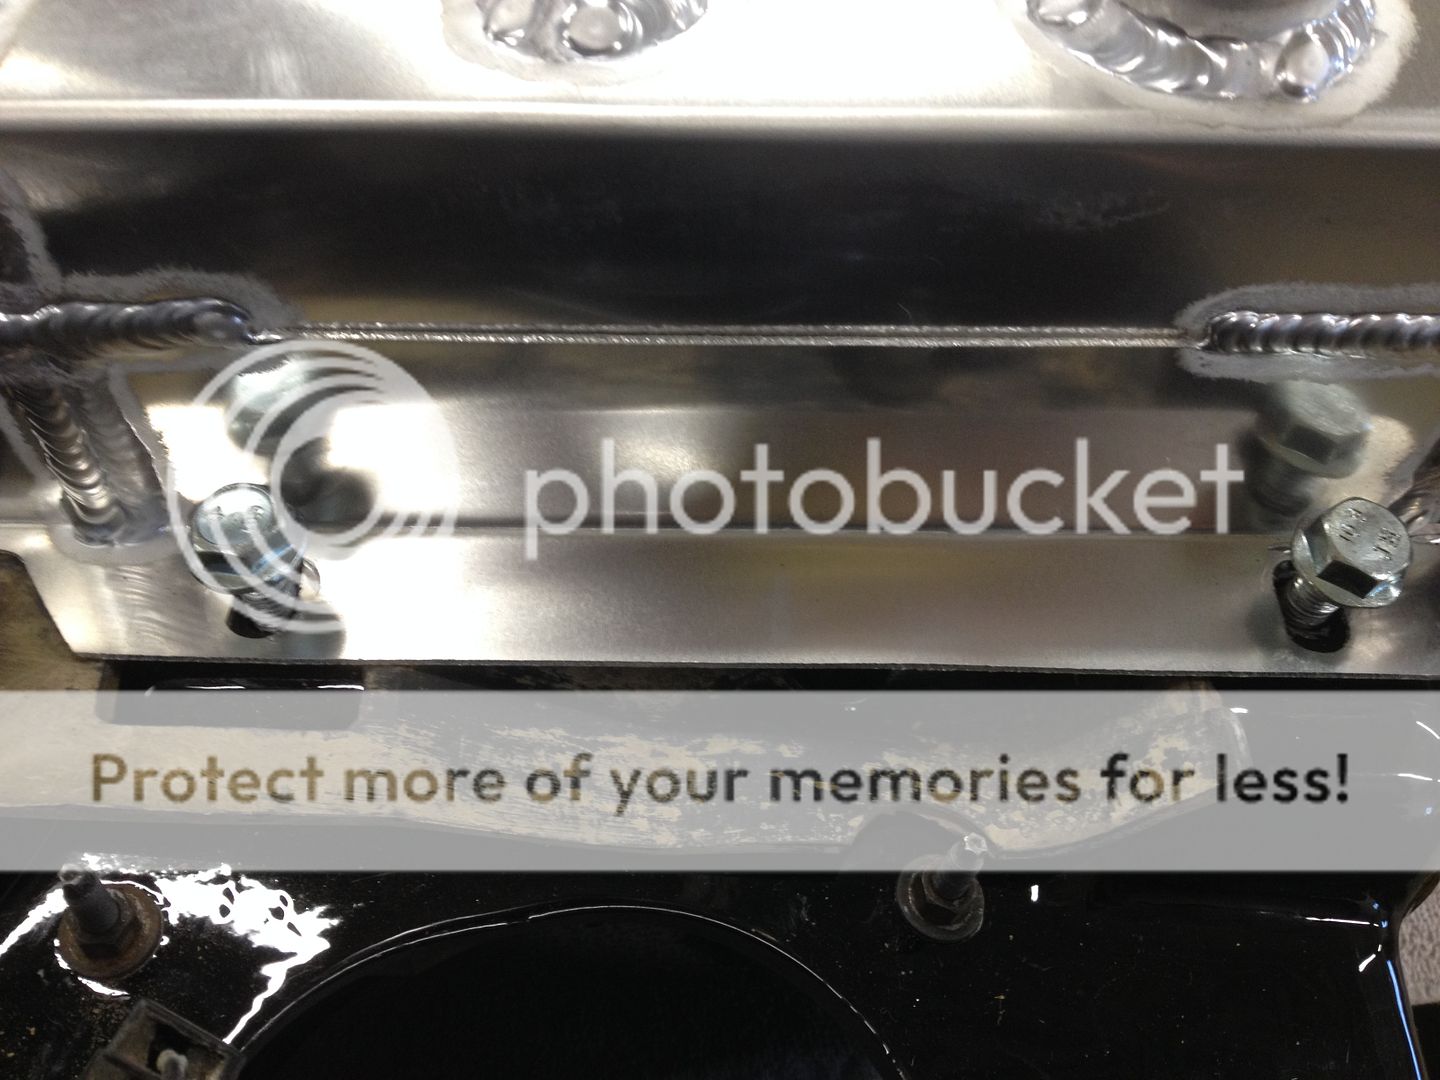 photobucket
Protect more of your memories for less!